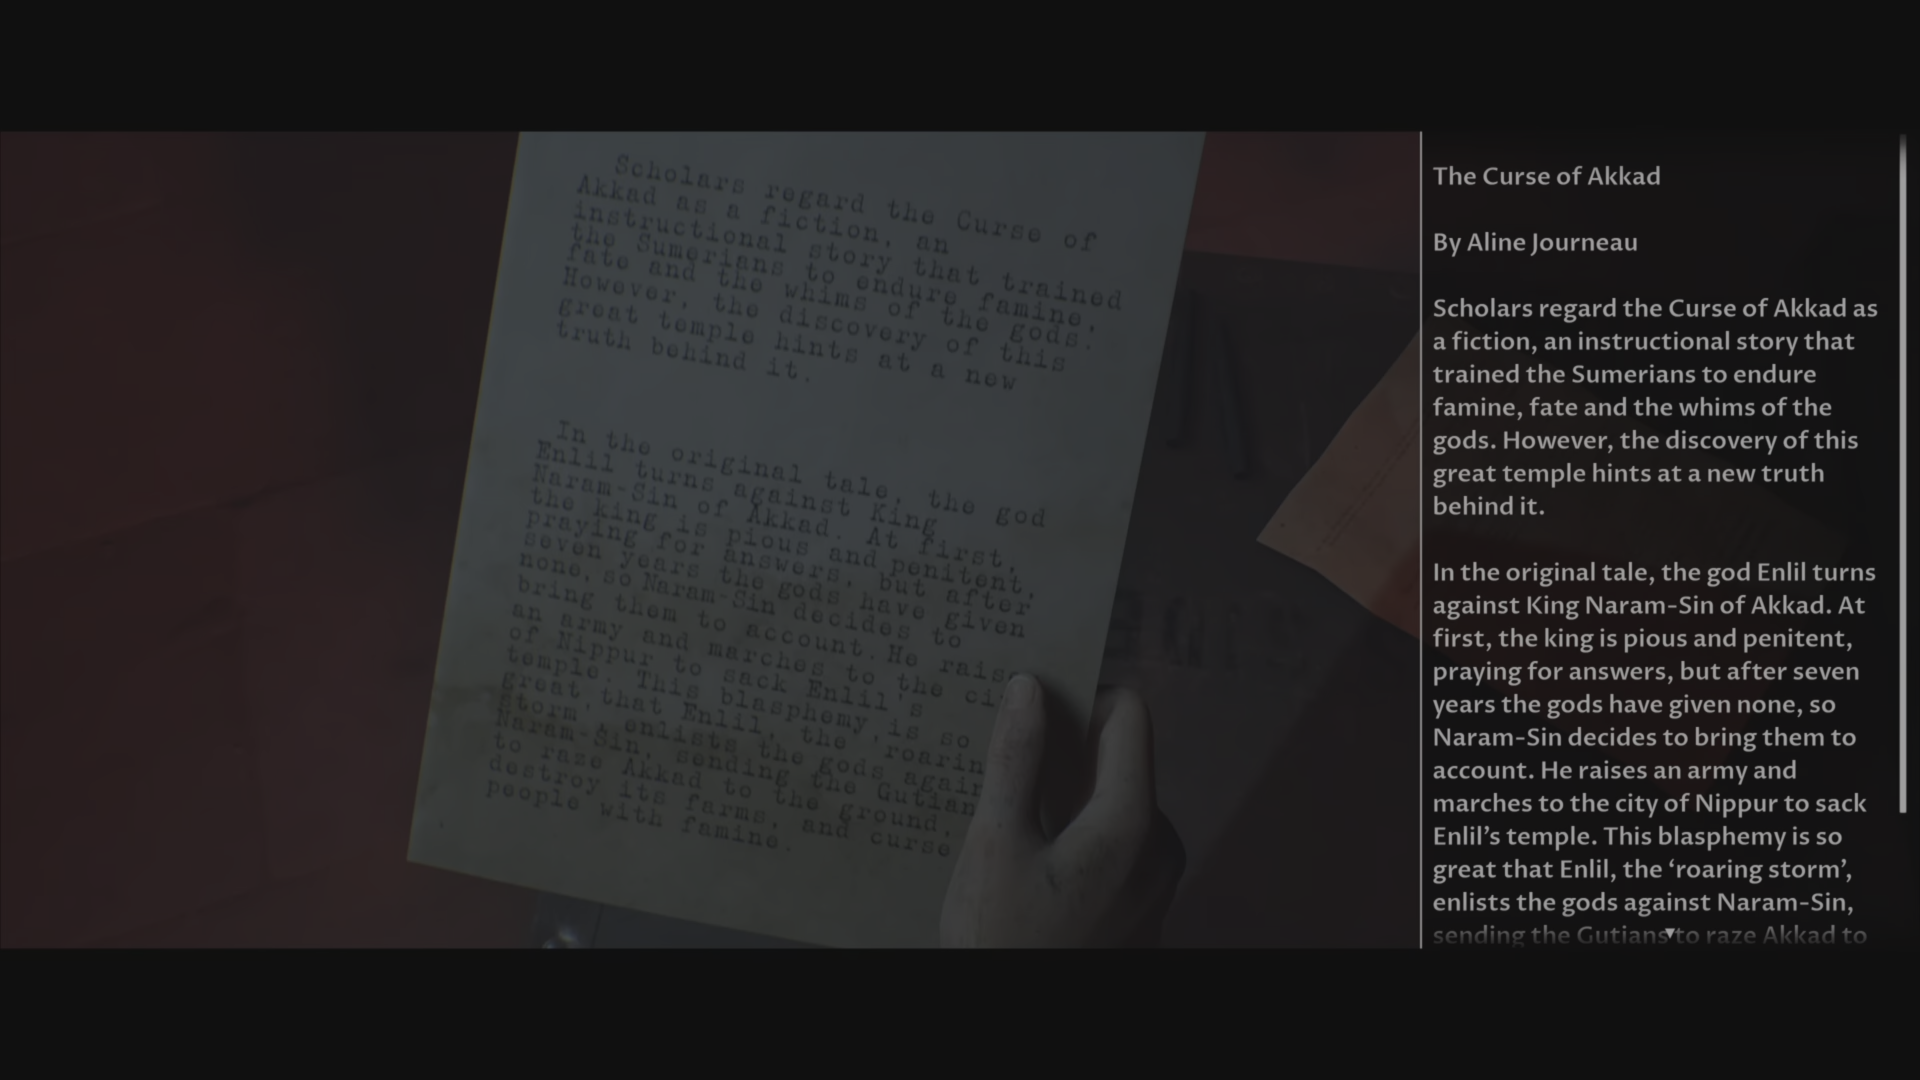 Scholars regard the Curse of
Akkad as a fiction, an
instructional story that trained
the Sumerians to endure famine,
fate and the whims of the gods.
However, the discovery of this
great temple hints at a new
truth behind it.
In the original tale, the god
Enlil turns against King
Naram-Sin of Akkad. At first,
the king is pious and penitent,
praying for answers, but after
seven years the gods have given
none, so Naram-Sin decides to
bring them to account. He raises
an army and marches to the ci
of Nippur to sack Enlil's
temple. This blasphemy is so
great that Enlil, the 'roarin
storm', enlists the gods again
Naram-Sin, sending the Gutian
to raze Akkad to the ground,
destroy its farms, and curse
people with famine.
The Curse of Akkad
By Aline Journeau
Scholars regard the Curse of Akkad as
a fiction, an instructional story that
trained the Sumerians to endure
famine, fate and the whims of the
gods. However, the discovery of this
great temple hints at a new truth
behind it.
In the original tale, the god Enlil turns
against King Naram-Sin of Akkad. At
first, the king is pious and penitent,
praying for answers, but after seven
years the gods have given none, so
Naram-Sin decides to bring them to
account. He raises an army and
marches to the city of Nippur to sack
Enlil’s temple. This blasphemy is so
great that Enlil, the ‘roaring storm’,
enlists the gods against Naram-Sin,
sending the Gutians to raze Akkad to